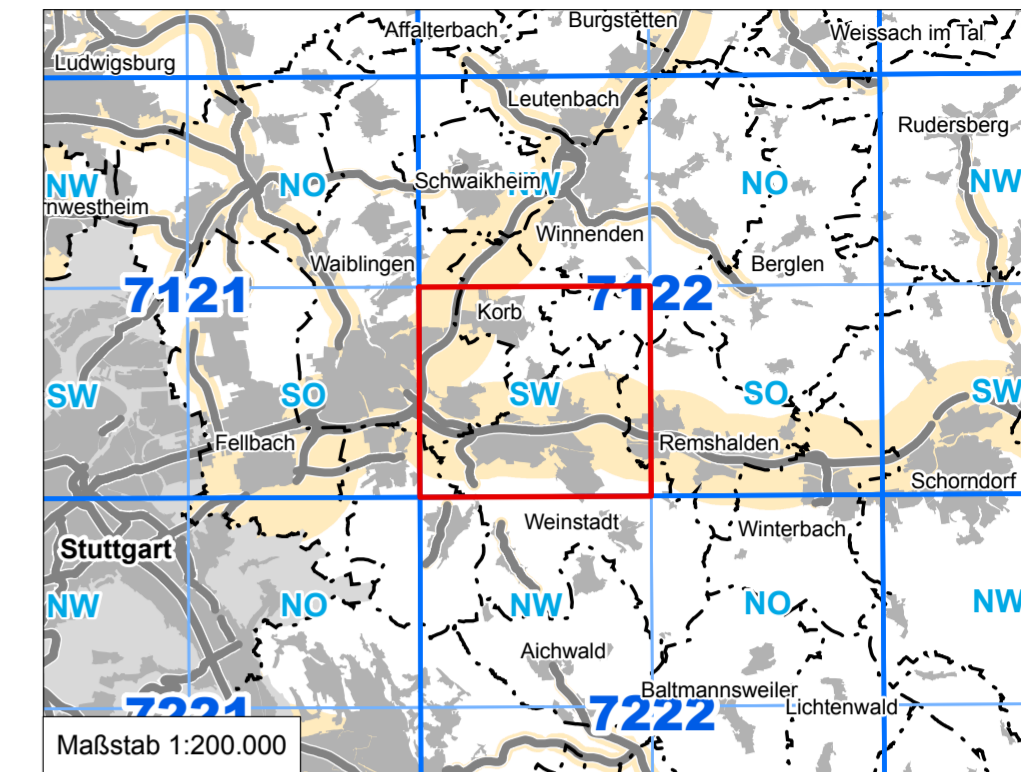 Affalterbach
Burgstetten
Weissach im Tal
Ludwigsburg
Leutenbach
Rudersberg
NW
NO
Schwaikheim
NW
NO
NW
nwestheim
Winnenden
Waiblingen
Berglen
7121
7122
Korb
SW
SO
SW
SO
SW
Fellbach
Remshalden
Schorndorf
Weinstadt
Winterbach
Stuttgart
NW
NO
NW
NO
NW
Aichwald
Baltmannsweiler
Lichtenwald
7221
7222
Maßstab 1:200.000